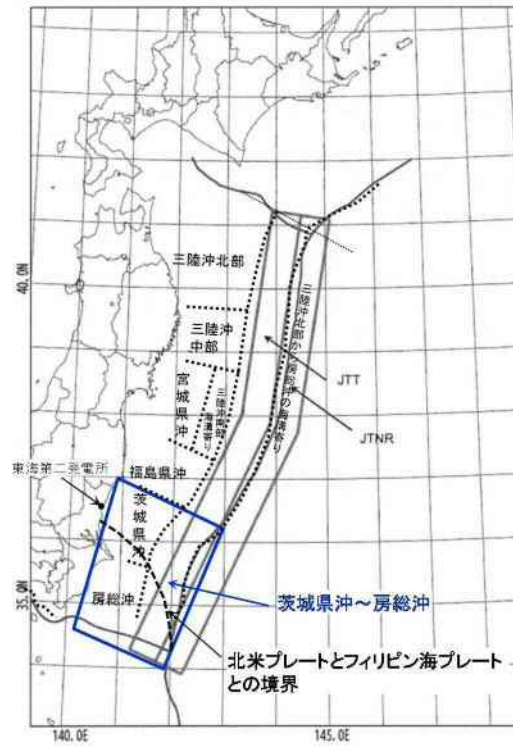 三陸沖北部
40.0N
三陸沖
中部
三陸沖北部から房総沖の海溝寄り
JTT
宮城県沖
三陸沖南部
海溝寄り
JTNR
福島県沖
東海第二発電所
茨城県沖
房総沖
35.0N
茨城県沖～房総沖
北米プレートとフィリピン海プレート
との境界
140.0E
145.0E